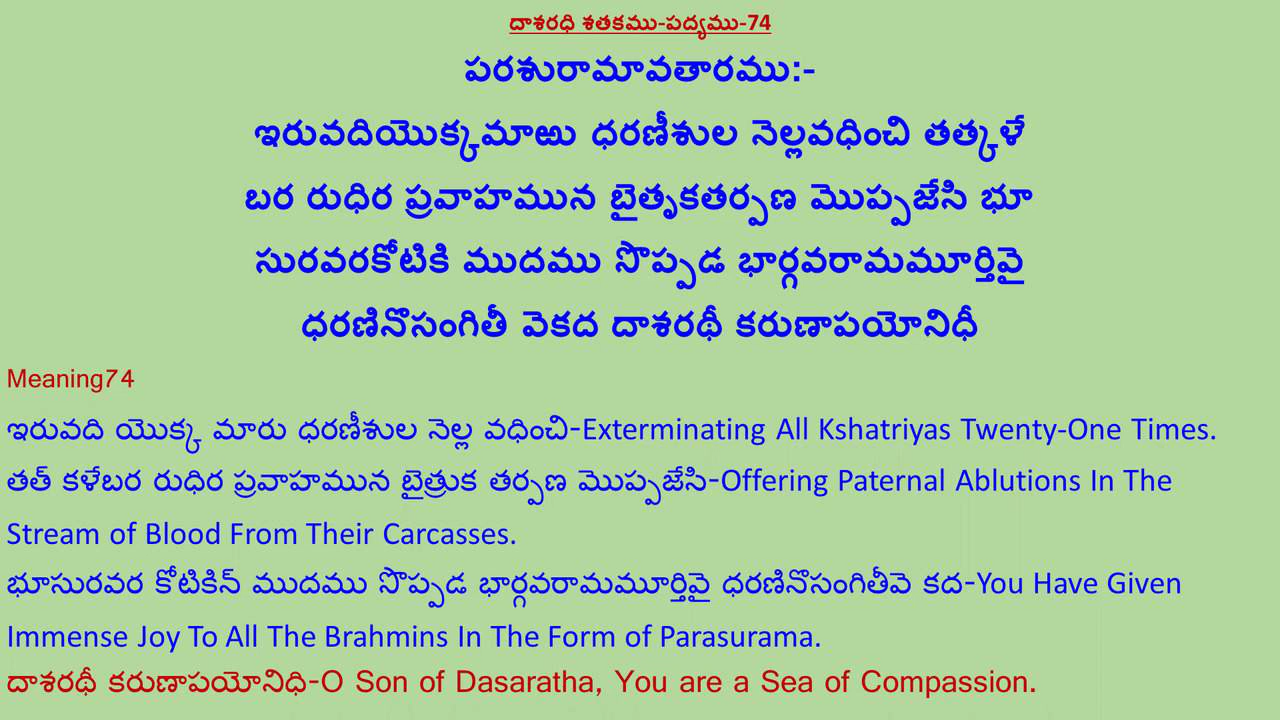 దాశరధి శతకము-పద్యము-74
పరశురామావతారము:-
ఇరువదియొక్కమాఱు ధరణీశుల నెల్లవధించి తత్కళే
బర రుధిర ప్రవాహమున బైతృకతర్పణ మొప్పజేసి భూ
సురవరకోటికి ముదము సొప్పడ భార్గవరామమూర్తివై
ధరణినొసంగితీ వెకద దాశరథీ కరుణాపయోనిధీ
Meaning74
ఇరువది యొక్క మారు ధరణీశుల నెల్ల వధించి-Exterminating All Kshatriyas Twenty-One Times.
తత్ కళేబర రుధిర ప్రవాహమున బైత్రుక తర్పణ మొప్పజేసి-Offering Paternal Ablutions In The
Stream of Blood From Their Carcasses.
భూసురవర కోటికిన్ ముదము సొప్పడ భార్గవరామమూర్తివై ధరణినొసంగితీవె కద-You Have Given
Immense Joy To All The Brahmins In The Form of Parasurama.
దాశరథీ కరుణాపయోనిధి-O Son of Dasaratha, You are a Sea of Compassion.